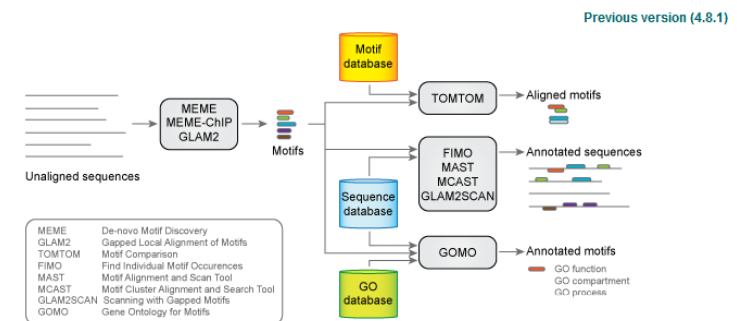 Previous version (4.8.1)
Motif
database
MEME
MEME-ChIP
GLAM2
Motifs
Unaligned sequences
TOMTOM
Aligned motifs
FIMO
MAST
MCAST
GLAM2SCAN
Annotated sequences
Sequence
database
GOMO
Annotated motifs
GO function
GO compartment
GO process
GO
database
MEME De-novo Motif Discovery
GLAM2 Gapped Local Alignment of Motifs
TOMTOM Motif Comparison
FIMO Find Individual Motif Occurences
MAST Motif Alignment and Scan Tool
MCAST Motif Cluster Alignment and Search Tool
GLAM2SCAN Scanning with Gapped Motifs
GOMO Gene Ontology for Motifs